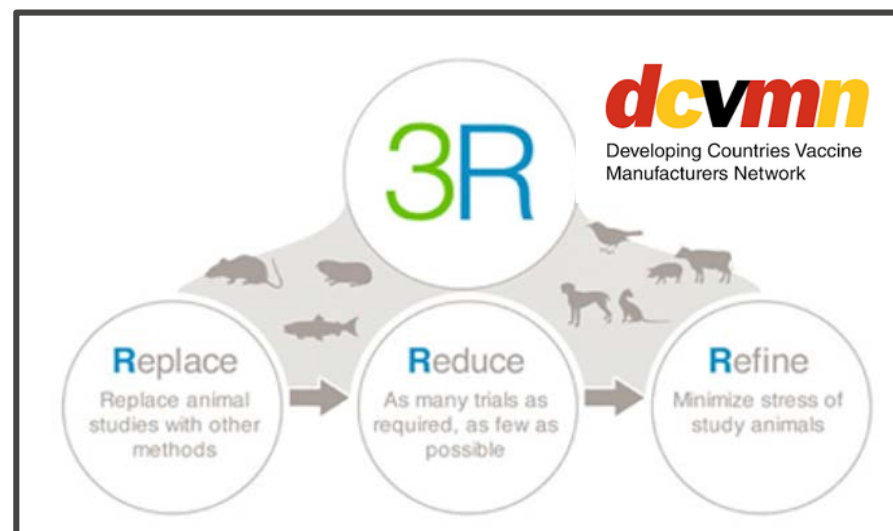 3R
dcvmn
Developing Countries Vaccine
Manufacturers Network
Replace
Replace animal
studies with other
methods
Reduce
As many trials as
required, as few as
possible
Refine
Minimize stress of
study animals